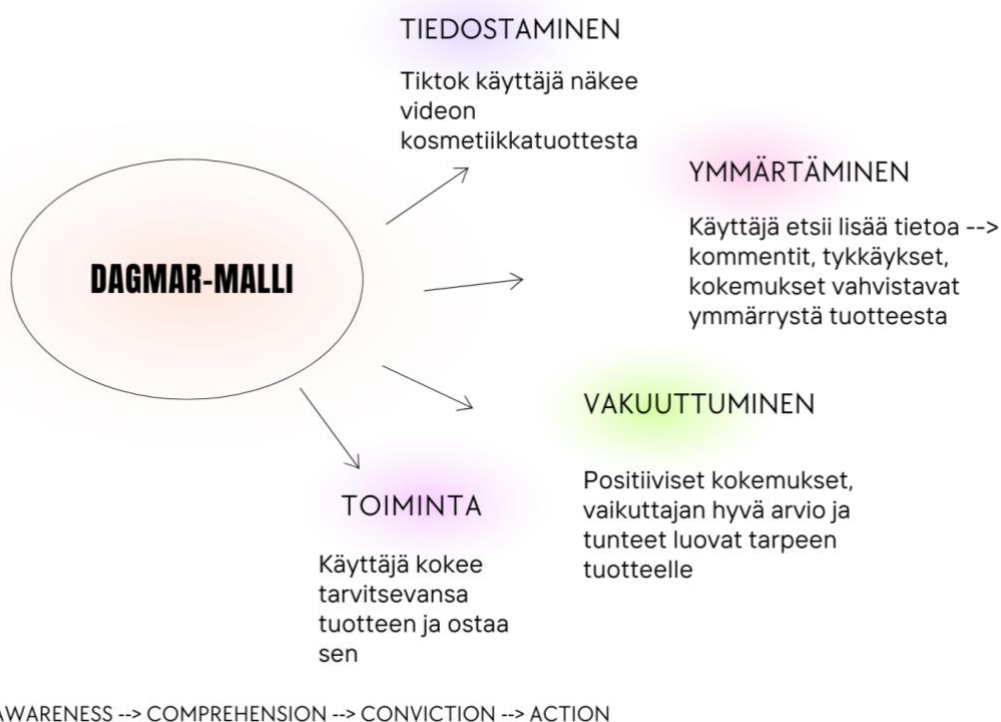 TIEDOSTAMINEN
Tiktok käyttäjä näkee
videon
kosmetiikkatuottesta
YMMÄRTÄMINEN
Käyttäjä etsii lisää tietoa -->
kommentit, tykkäykset,
kokemukset vahvistavat
ymmärrystä tuotteesta
DAGMAR-MALLI
VAKUUTTUMINEN
Positiiviset kokemukset,
vaikuttajan hyvä arvio ja
tunteet luovat tarpeen
tuotteelle
TOIMINTA
Käyttäjä kokee
tarvitsevansa
tuotteen ja ostaa
sen
AWARENESS --> COMPREHENSION --> CONVICTION --> ACTION